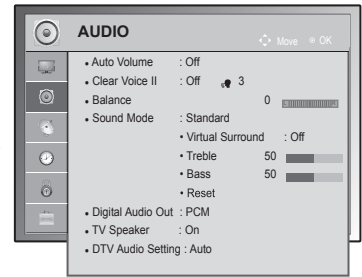 AUDIO
Move OK
• Auto Volume : Off
• Clear Voice II : Off 3
• Balance 0
• Sound Mode : Standard
• Virtual Surround : Off
• Treble 50
• Bass 50
• Reset
• Digital Audio Out : PCM
• TV Speaker : On
• DTV Audio Setting : Auto